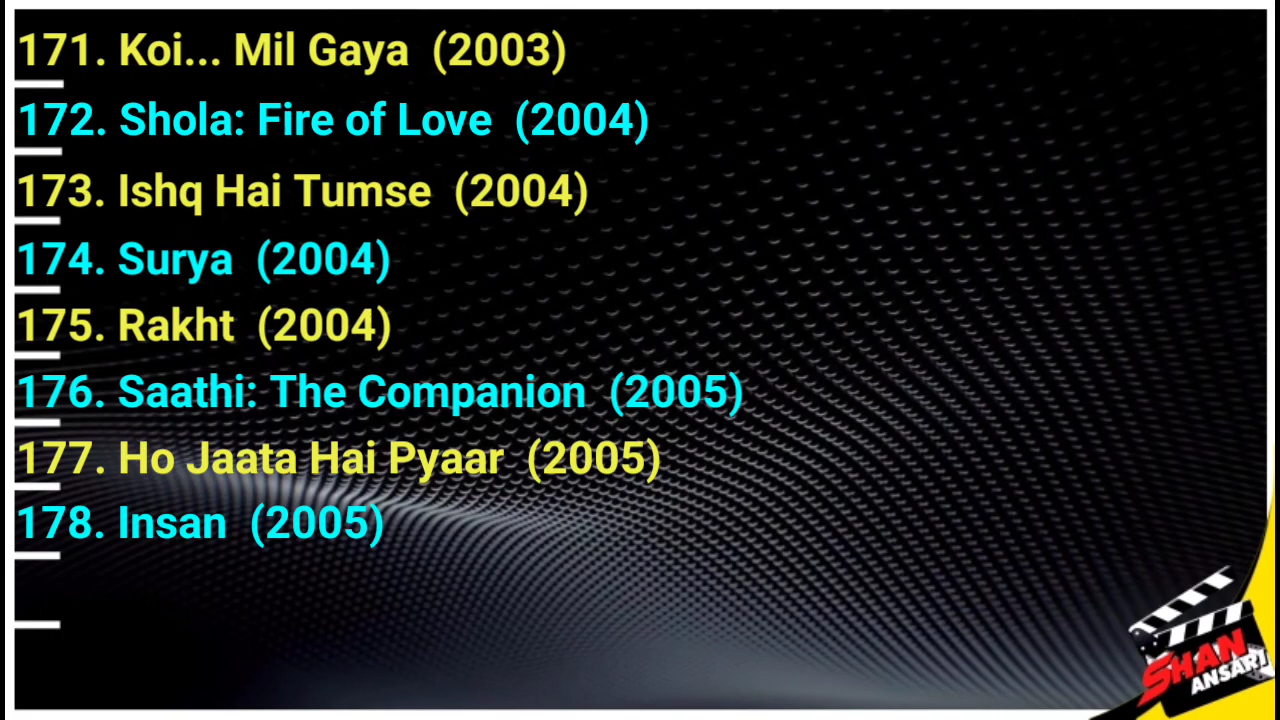 171. Koi... Mil Gaya (2003)
172. Shola: Fire of Love (2004)
173. Ishq Hai Tumse (2004)
174. Surya (2004)
175. Rakht (2004)
176. Saathi: The Companion (2005)
177. Ho Jaata Hai Pyaar (2005)
178. Insan (2005)
SHAN
ANSARI